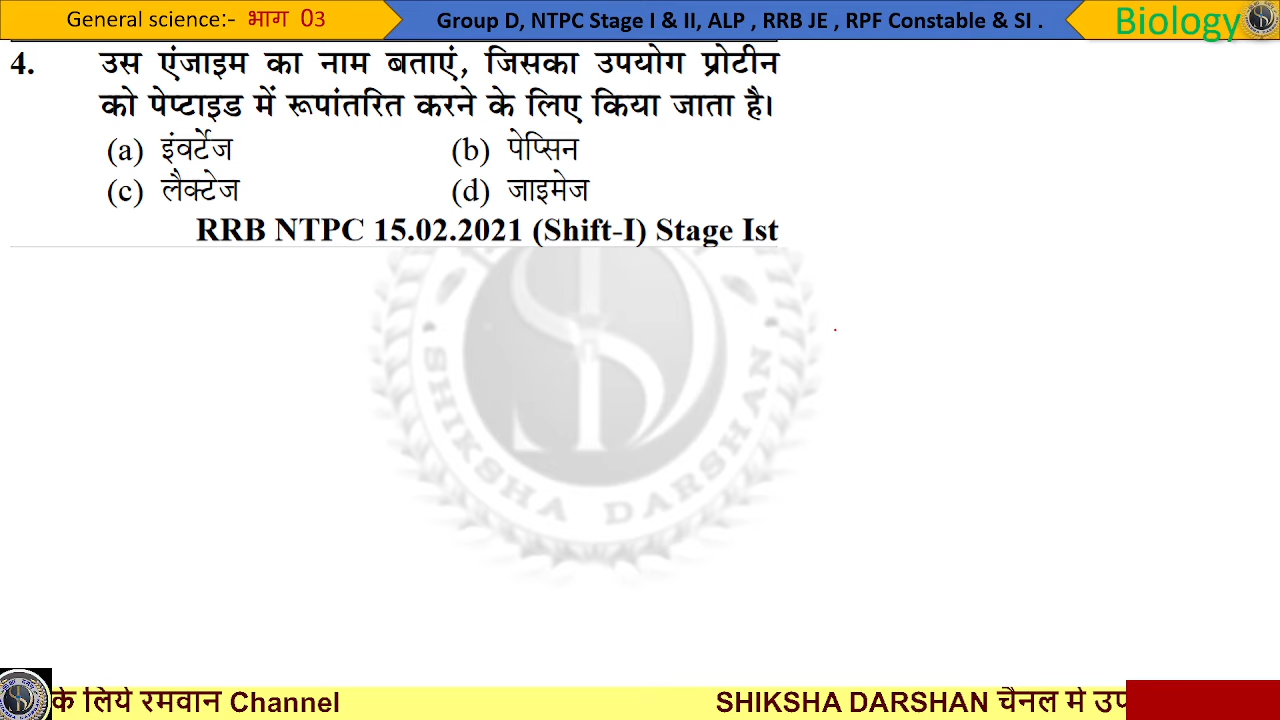 General science:- भाग 03
Group D, NTPC Stage I & II, ALP , RRB JE , RPF Constable & SI .
Biology
4. उस एंजाइम का नाम बताएं, जिसका उपयोग प्रोटीन
को पेप्टाइड में रूपांतरित करने के लिए किया जाता है।
(a) इंवर्टेज (b) पेप्सिन
(c) लैक्टेज (d) जाइमेज
RRB NTPC 15.02.2021 (Shift-I) Stage Ist
SHIKSHA DARSHAN
के लिये रमवान Channel SHIKSHA DARSHAN चैनल मे उप